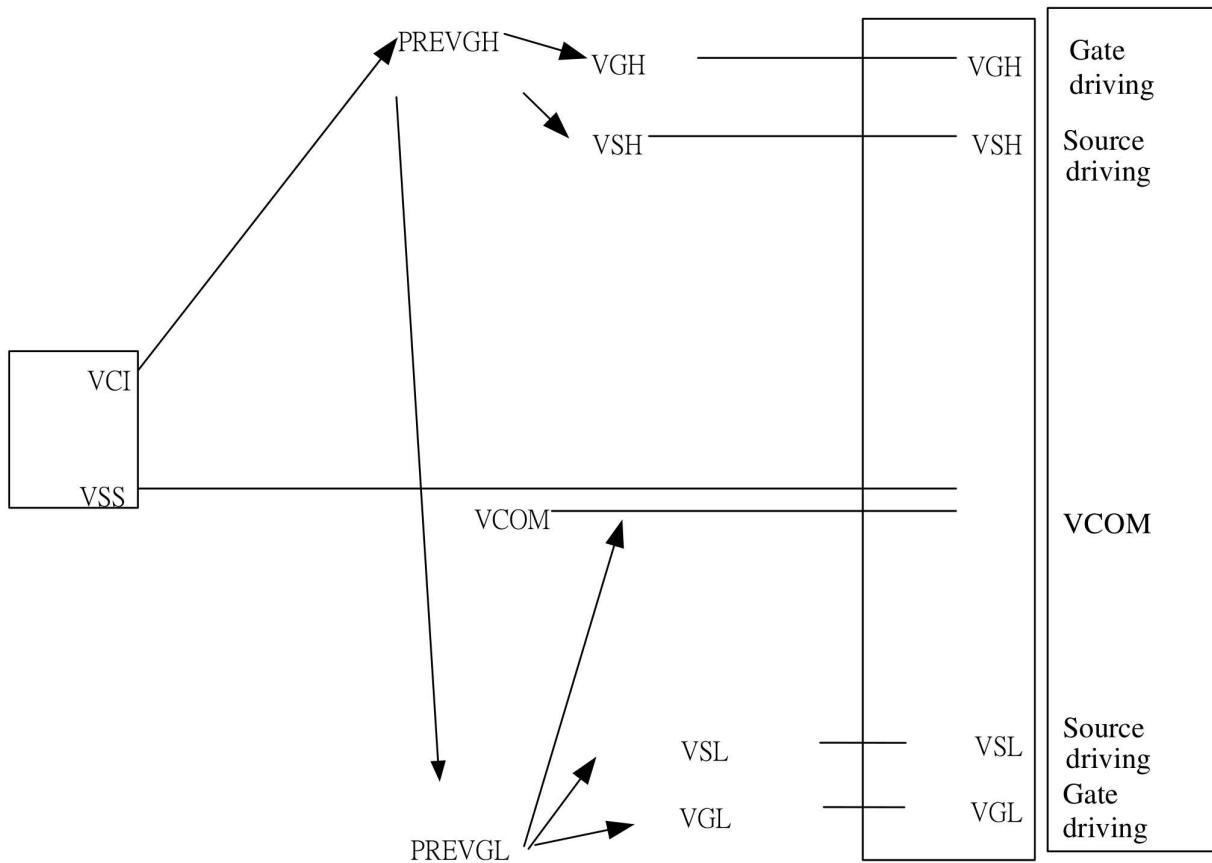 PREVGH
VGH
VGH
Gate
driving
VSH
VSH
Source
driving
VCI
VSS
VCOM
VCOM
VSL
VSL
Source
driving
VGL
VGL
Gate
driving
PREVGL